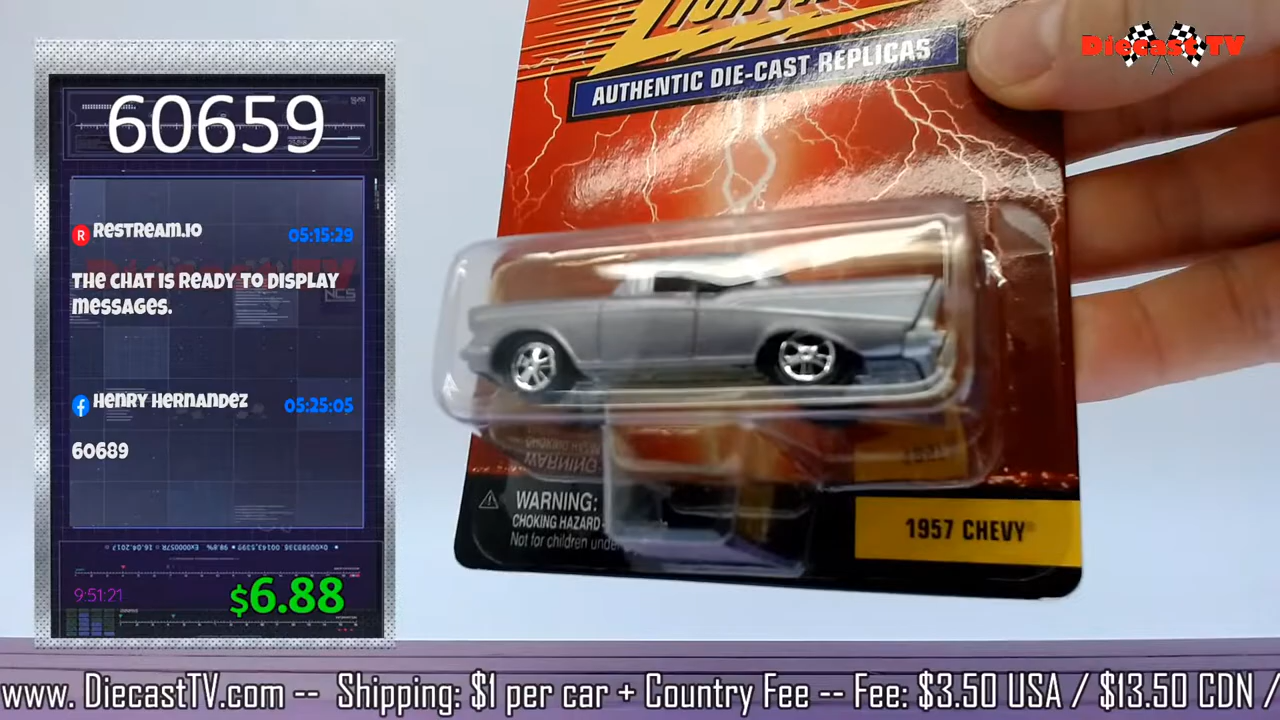 60659
RESTREAM.IO 05:15:29
THE CHAT IS READY TO DISPLAY
MESSAGES.
NCS
HENRY HERNANDEZ 05:25:05
60689
9:51:21
$6.88
AUTHENTIC DIE-CAST REPLICAS
WARNING:
CHOKING HAZARD-
Not for children under
1957 CHEVY
Diecast TV
www. DiecastTV.com -- Shipping: $1 per car + Country Fee -- Fee: $3.50 USA / $13.50 CDN /